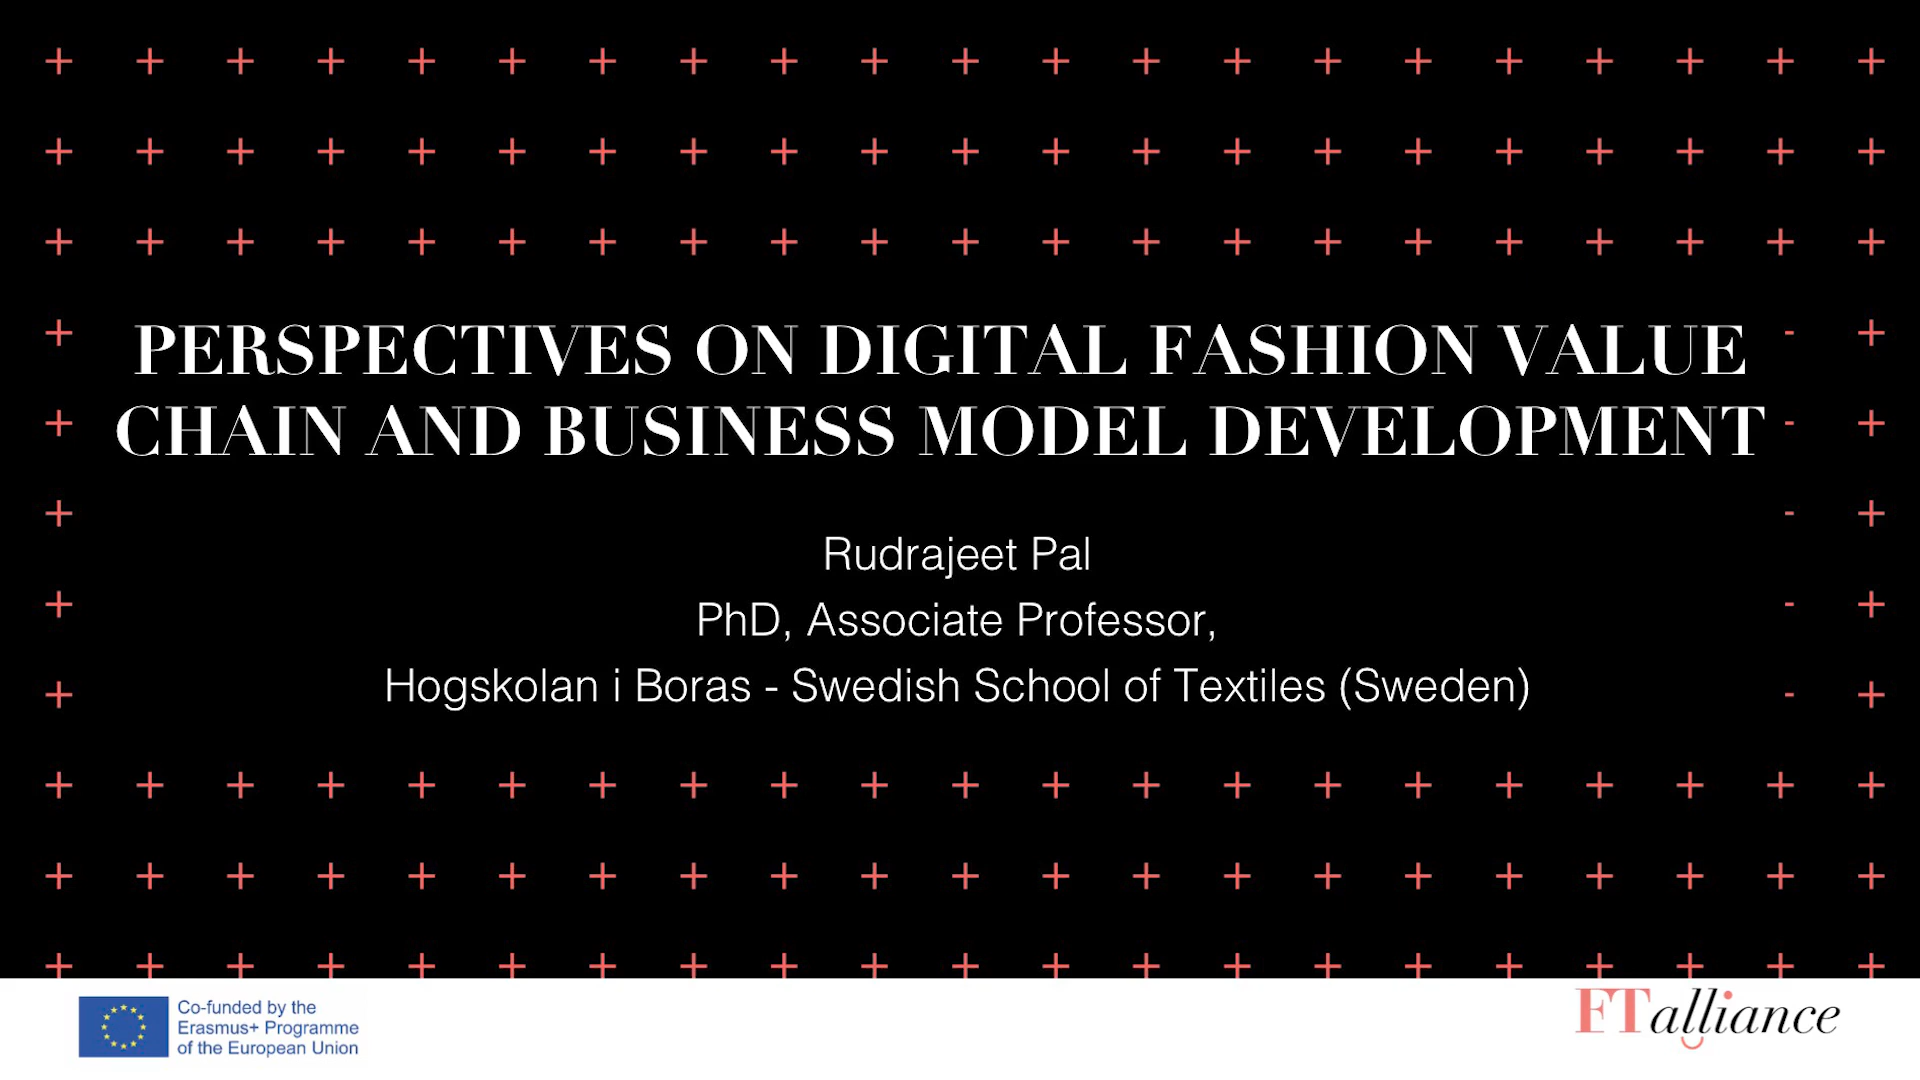 PERSPECTIVES ON DIGITAL FASHION VALUE
CHAIN AND BUSINESS MODEL DEVELOPMENT
Rudrajeet Pal
PhD, Associate Professor,
Hogskolan i Boras - Swedish School of Textiles (Sweden)
Co-funded by the
Erasmus+ Programme
of the European Union
FTalliance